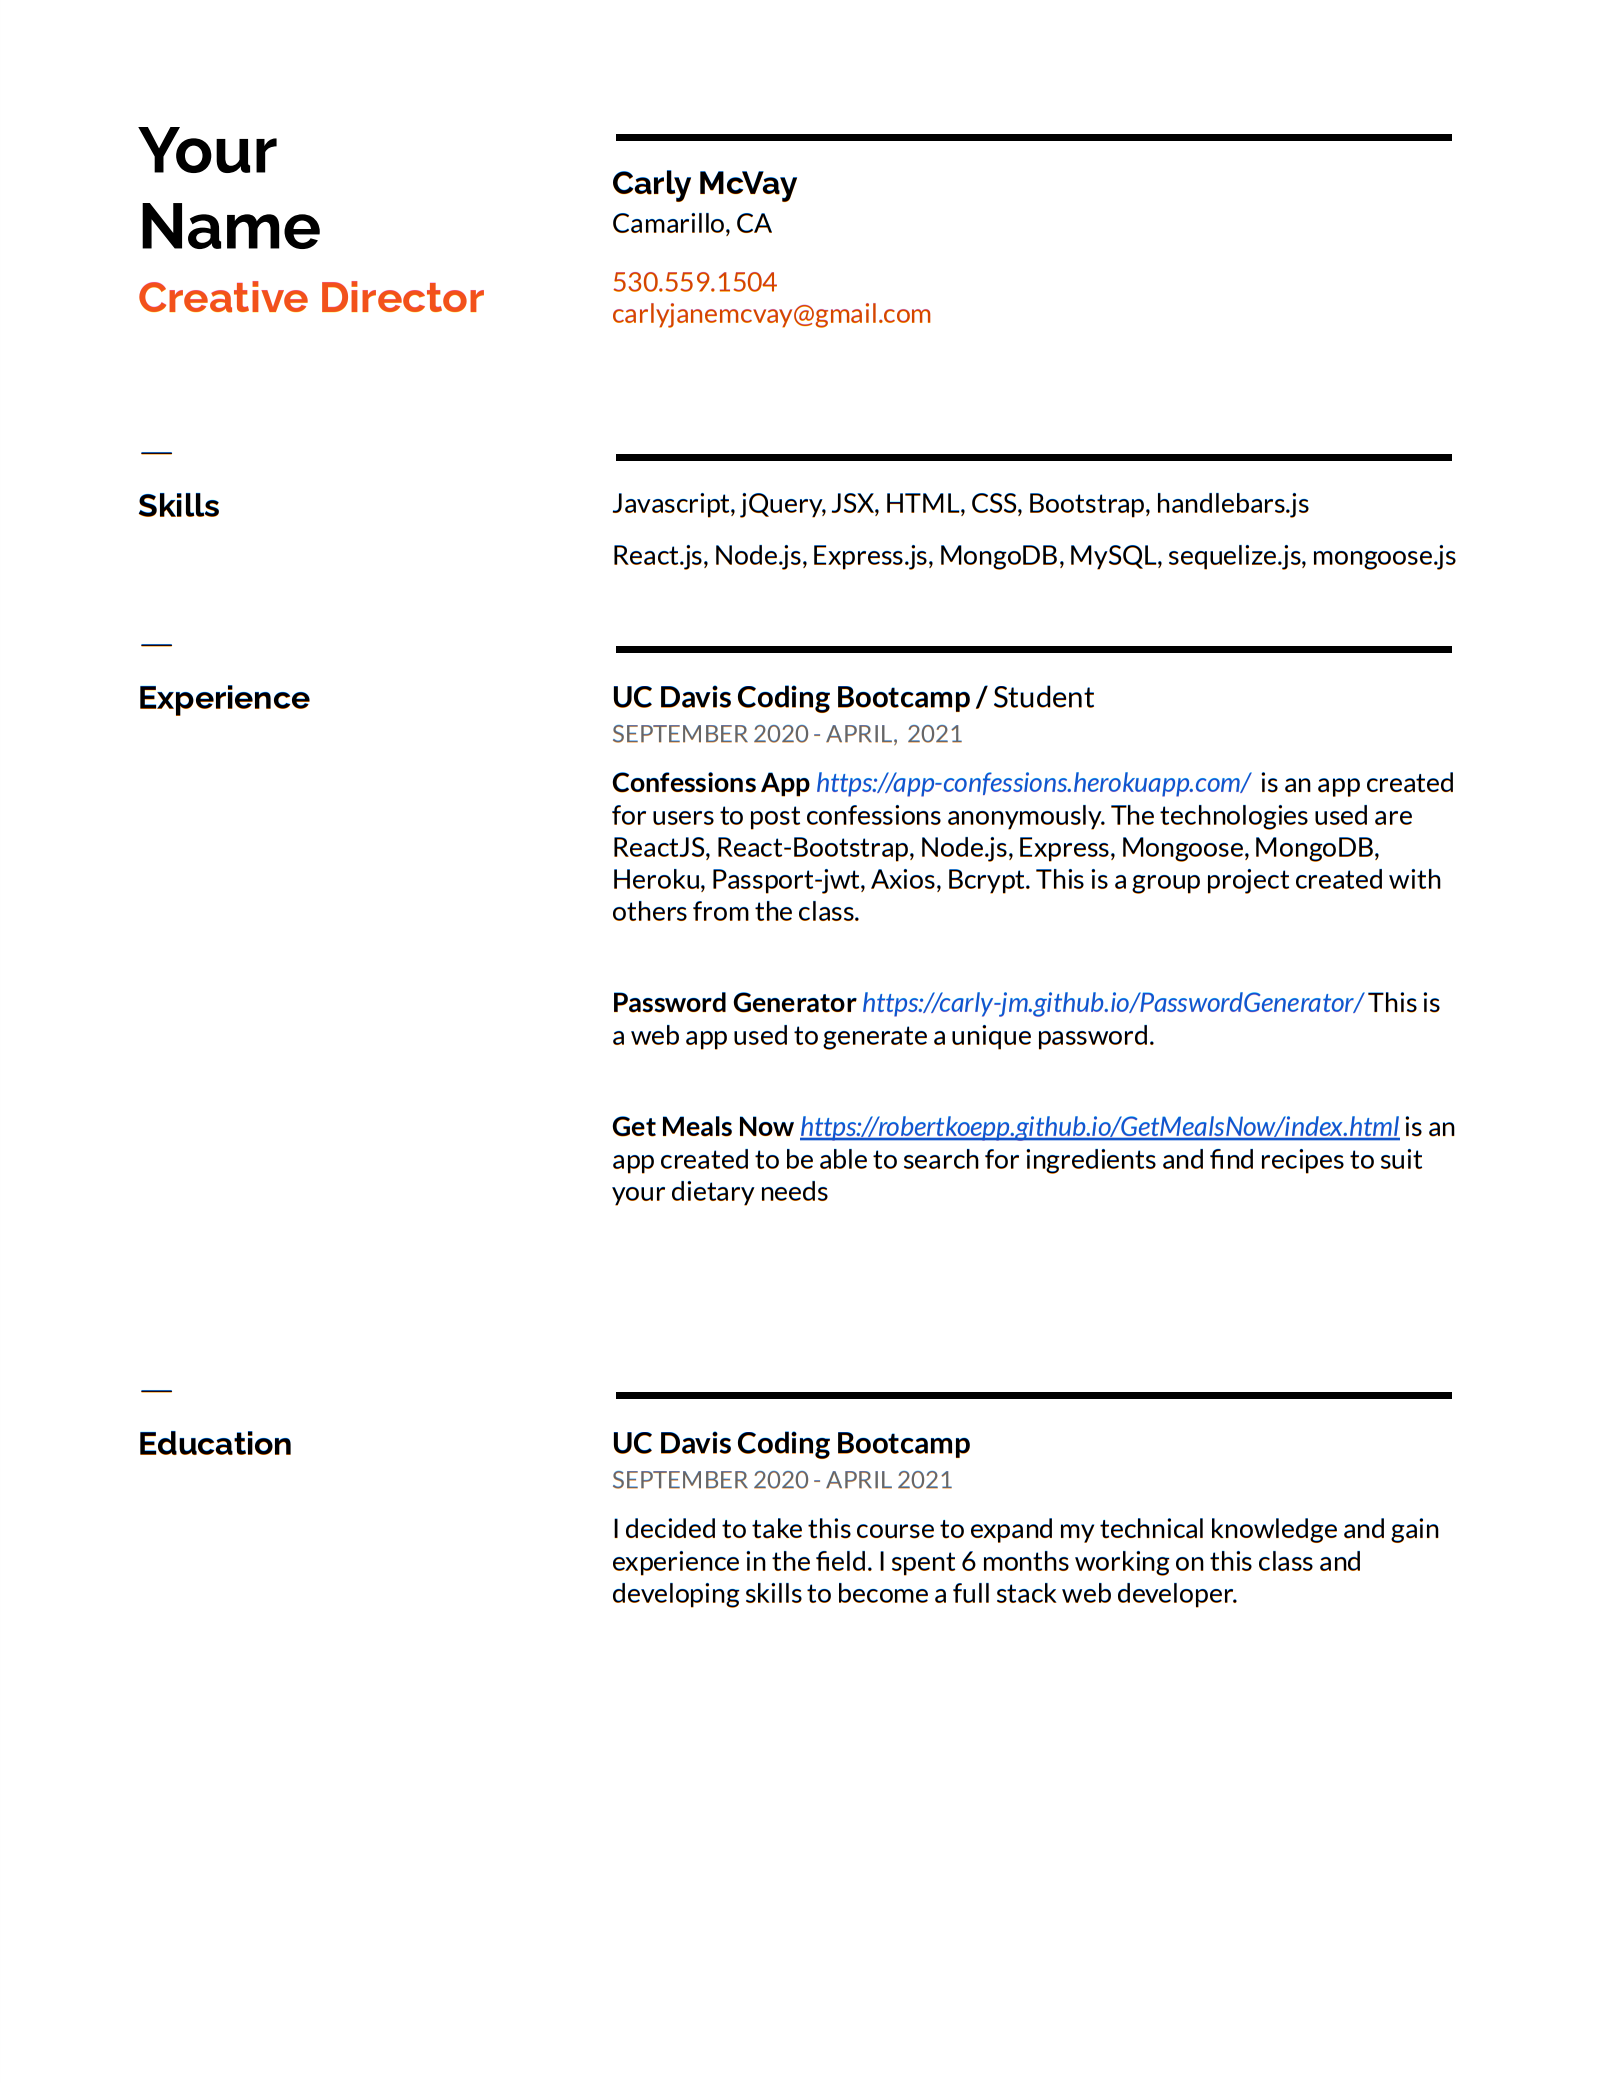 Your
Name
Creative Director
Carly McVay
Camarillo, CA
530.559.1504
carlyjanemcvay@gmail.com
—
Skills
Javascript, jQuery, JSX, HTML, CSS, Bootstrap, handlebars.js
React.js, Node.js, Express.js, MongoDB, MySQL, sequelize.js, mongoose.js
—
Experience
UC Davis Coding Bootcamp / Student
SEPTEMBER 2020 - APRIL,  2021
Confessions App https://app-confessions.herokuapp.com/  is an app created
for users to post confessions anonymously. The technologies used are
ReactJS, React-Bootstrap, Node.js, Express, Mongoose, MongoDB,
Heroku, Passport-jwt, Axios, Bcrypt. This is a group project created with
others from the class.
Password Generator https://carly-jm.github.io/PasswordGenerator/ This is
a web app used to generate a unique password.
Get Meals Now https://robertkoepp.github.io/GetMealsNow/index.html is an
app created to be able to search for ingredients and find recipes to suit
your dietary needs
—
Education
UC Davis Coding Bootcamp
SEPTEMBER 2020 - APRIL 2021
I decided to take this course to expand my technical knowledge and gain
experience in the field. I spent 6 months working on this class and
developing skills to become a full stack web developer.